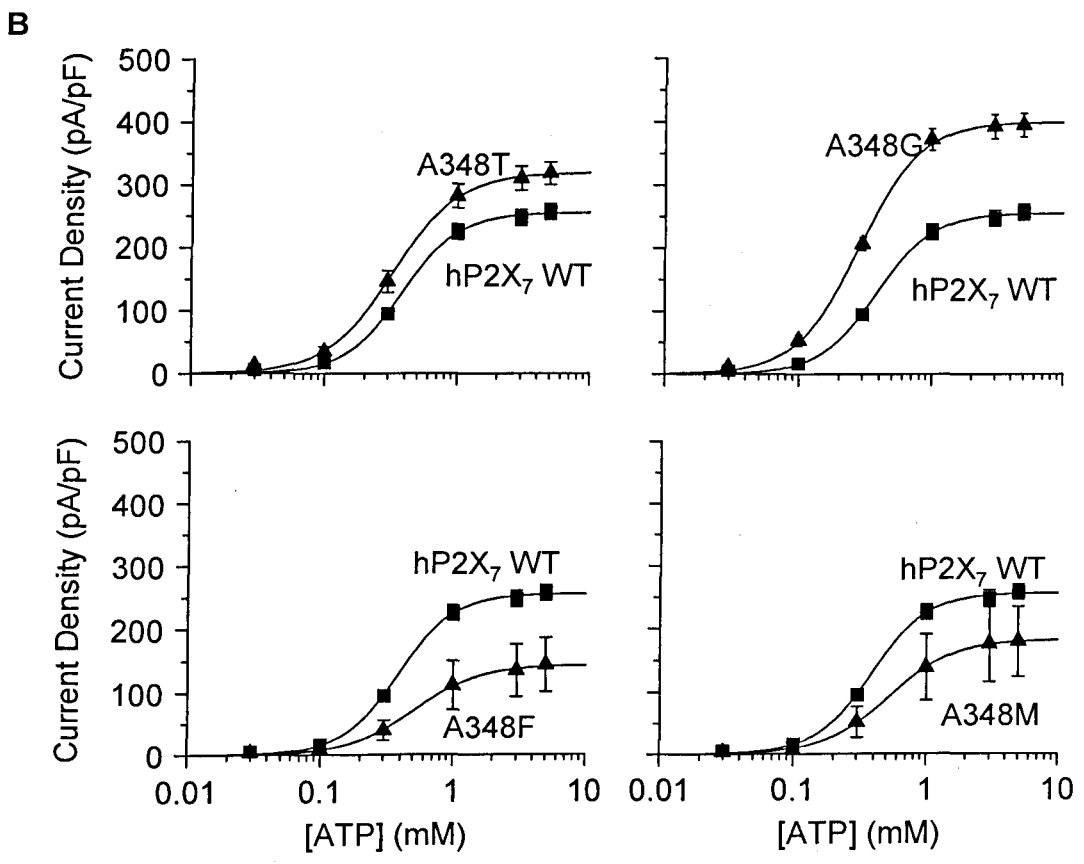 B
500
400
300
200
100
0
Current Density (pA/pF)
A348T
hP2X₇ WT
A348G
hP2X₇ WT
500
400
300
200
100
0
Current Density (pA/pF)
hP2X₇ WT
A348F
hP2X₇ WT
A348M
0.01 0.1 1 10
0.01 0.1 1 10
[ATP] (mM)
[ATP] (mM)